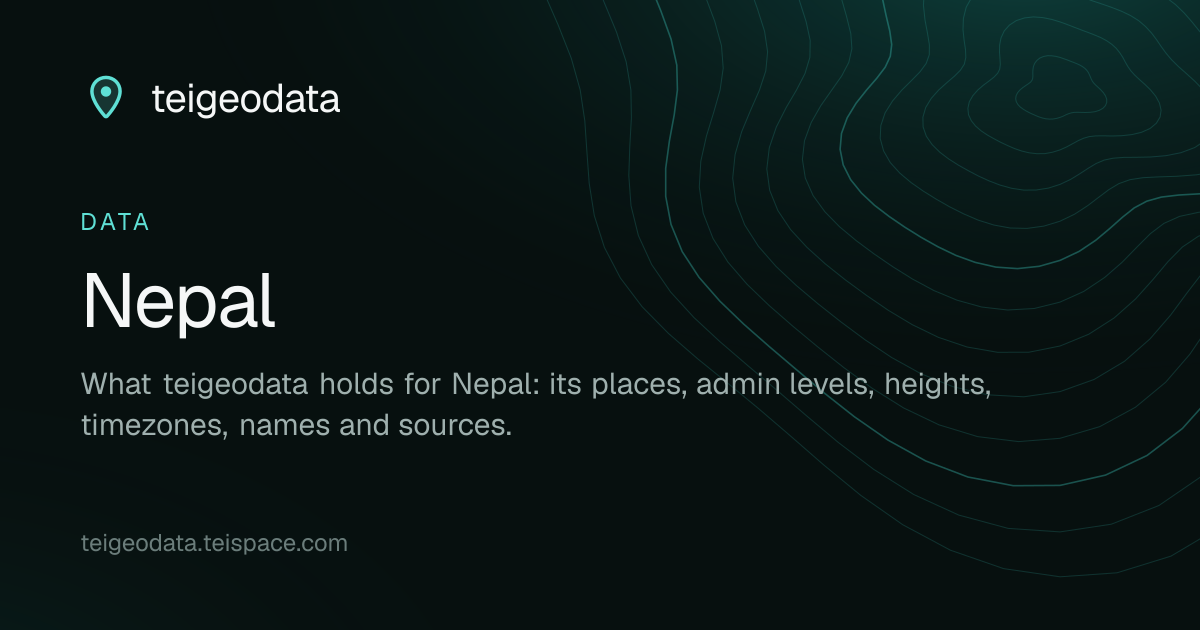 teigeodata
DATA
Nepal
What teigeodata holds for Nepal: its places, admin levels, heights,
timezones, names and sources.
teigeodata.teispace.com